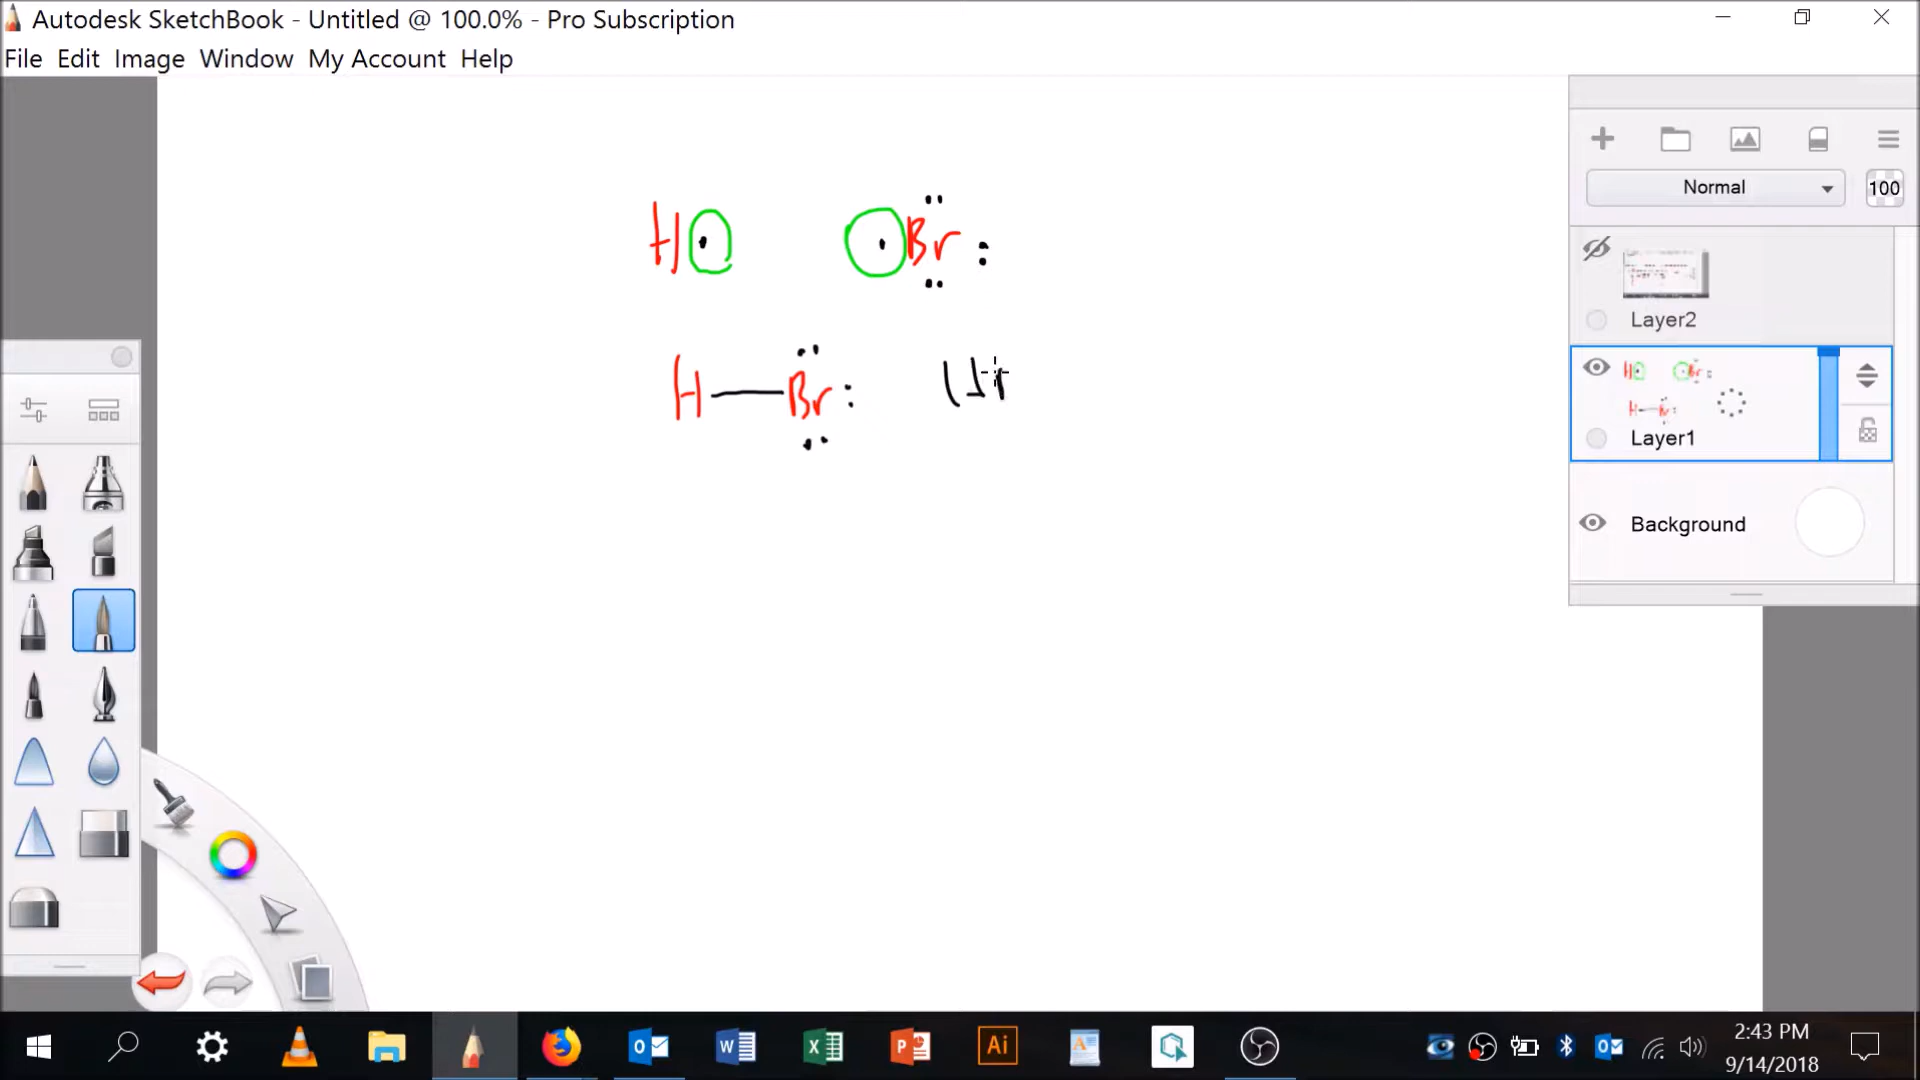 Autodesk SketchBook - Untitled @ 100.0% - Pro Subscription
File Edit Image Window My Account Help
Normal
100
H · · Br
Layer2
H — Br
Layer1
Background
2:43 PM
9/14/2018